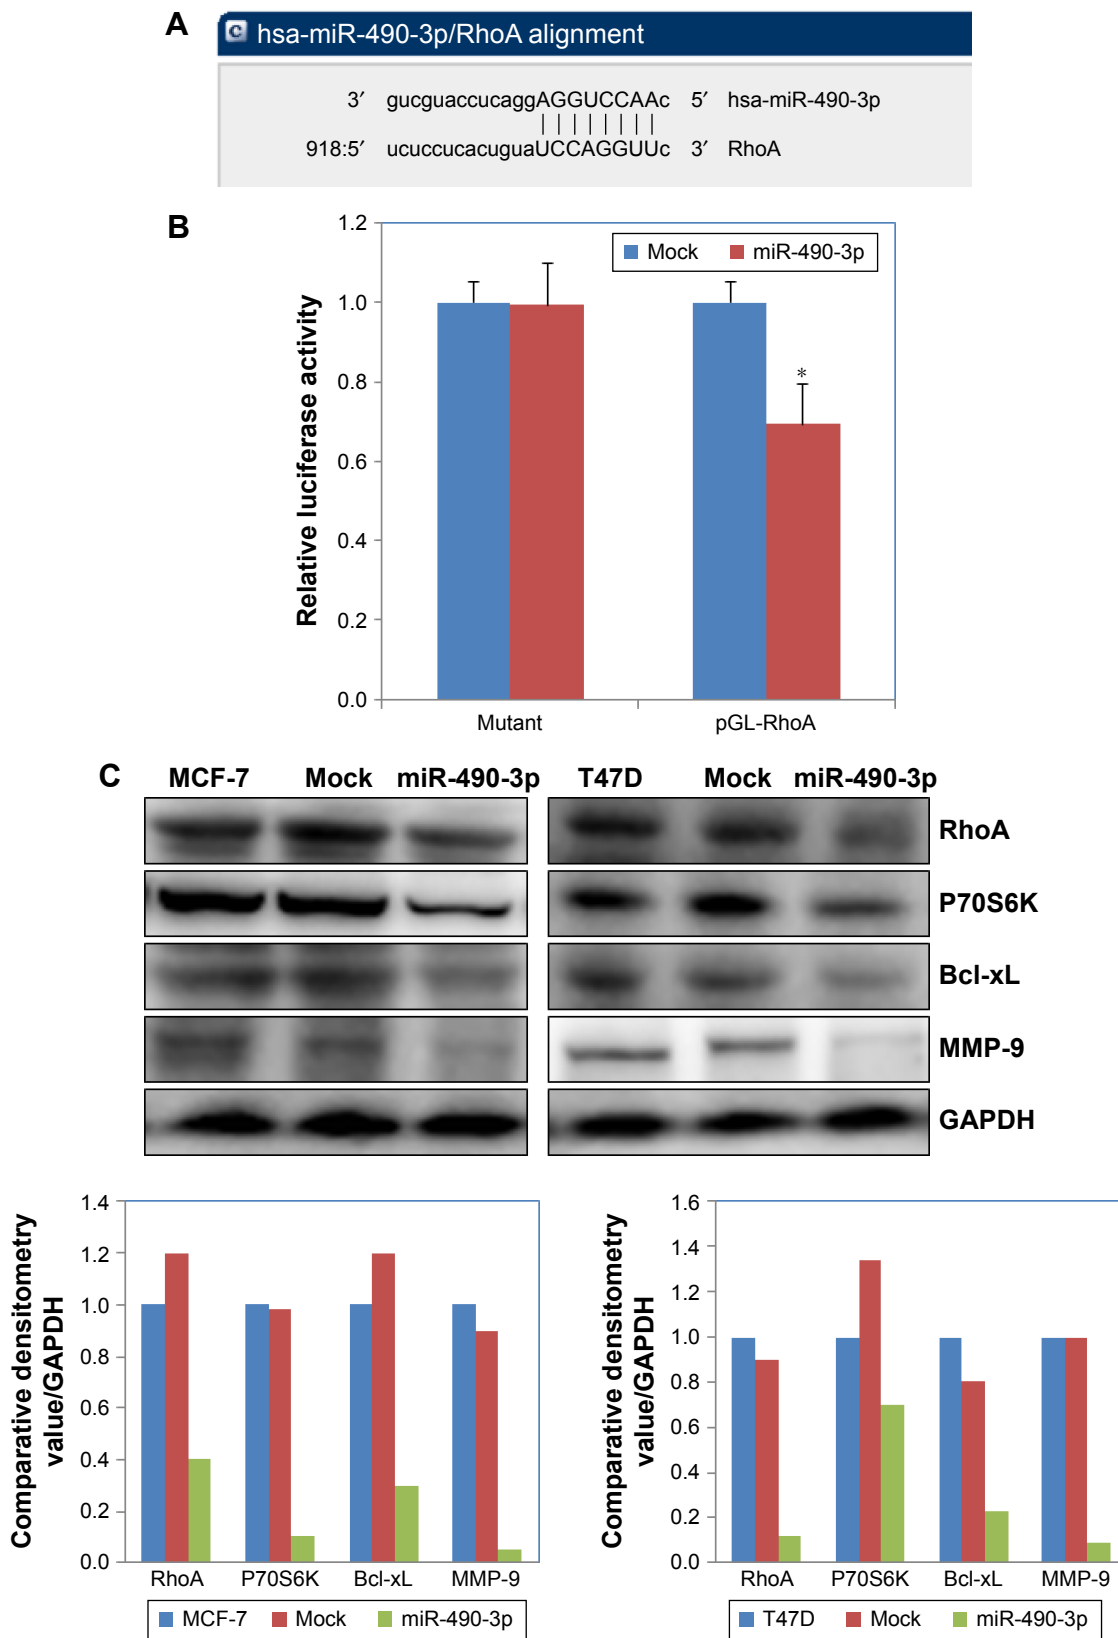 A
C hsa-miR-490-3p/RhoA alignment
3′ gucguaccucaggAGGUCCAAc 5′ hsa-miR-490-3p
918:5′ ucuccucacuguaUCCAGGUUc 3′ RhoA
B
Relative luciferase activity
1.2
1.0
0.8
0.6
0.4
0.2
0.0
Mock miR-490-3p
*
Mutant pGL-RhoA
C
MCF-7 Mock miR-490-3p T47D Mock miR-490-3p
RhoA
P70S6K
Bcl-xL
MMP-9
GAPDH
Comparative densitometry
value/GAPDH
1.4
1.2
1.0
0.8
0.6
0.4
0.2
0.0
RhoA P70S6K Bcl-xL MMP-9
MCF-7 Mock miR-490-3p
Comparative densitometry
value/GAPDH
1.6
1.4
1.2
1.0
0.8
0.6
0.4
0.2
0.0
RhoA P70S6K Bcl-xL MMP-9
T47D Mock miR-490-3p